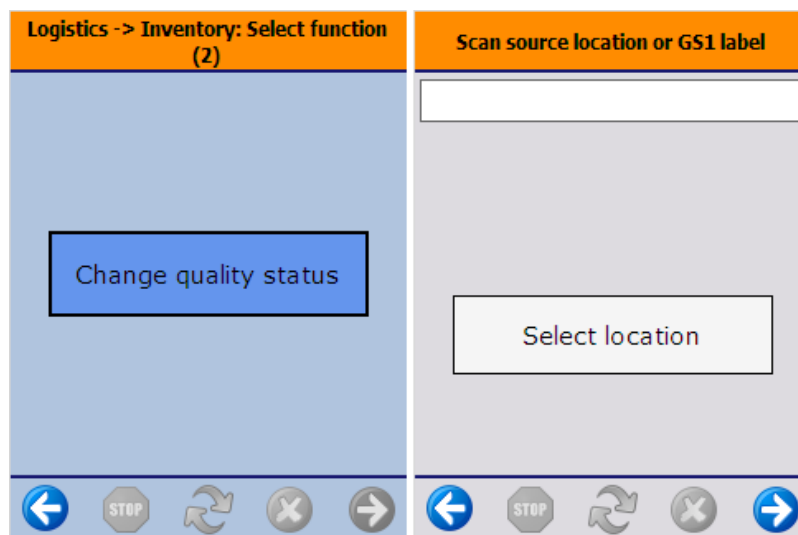 Logistics -> Inventory: Select function
(2)
Change quality status
STOP
Scan source location or GS1 label
Select location
STOP